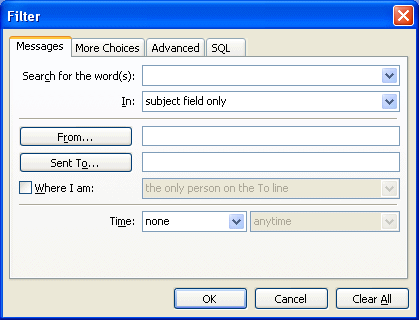 Filter
Messages More Choices Advanced SQL
Search for the word(s):
In: subject field only
From...
Sent To...
Where I am: the only person on the To line
Time: none anytime
OK Cancel Clear All